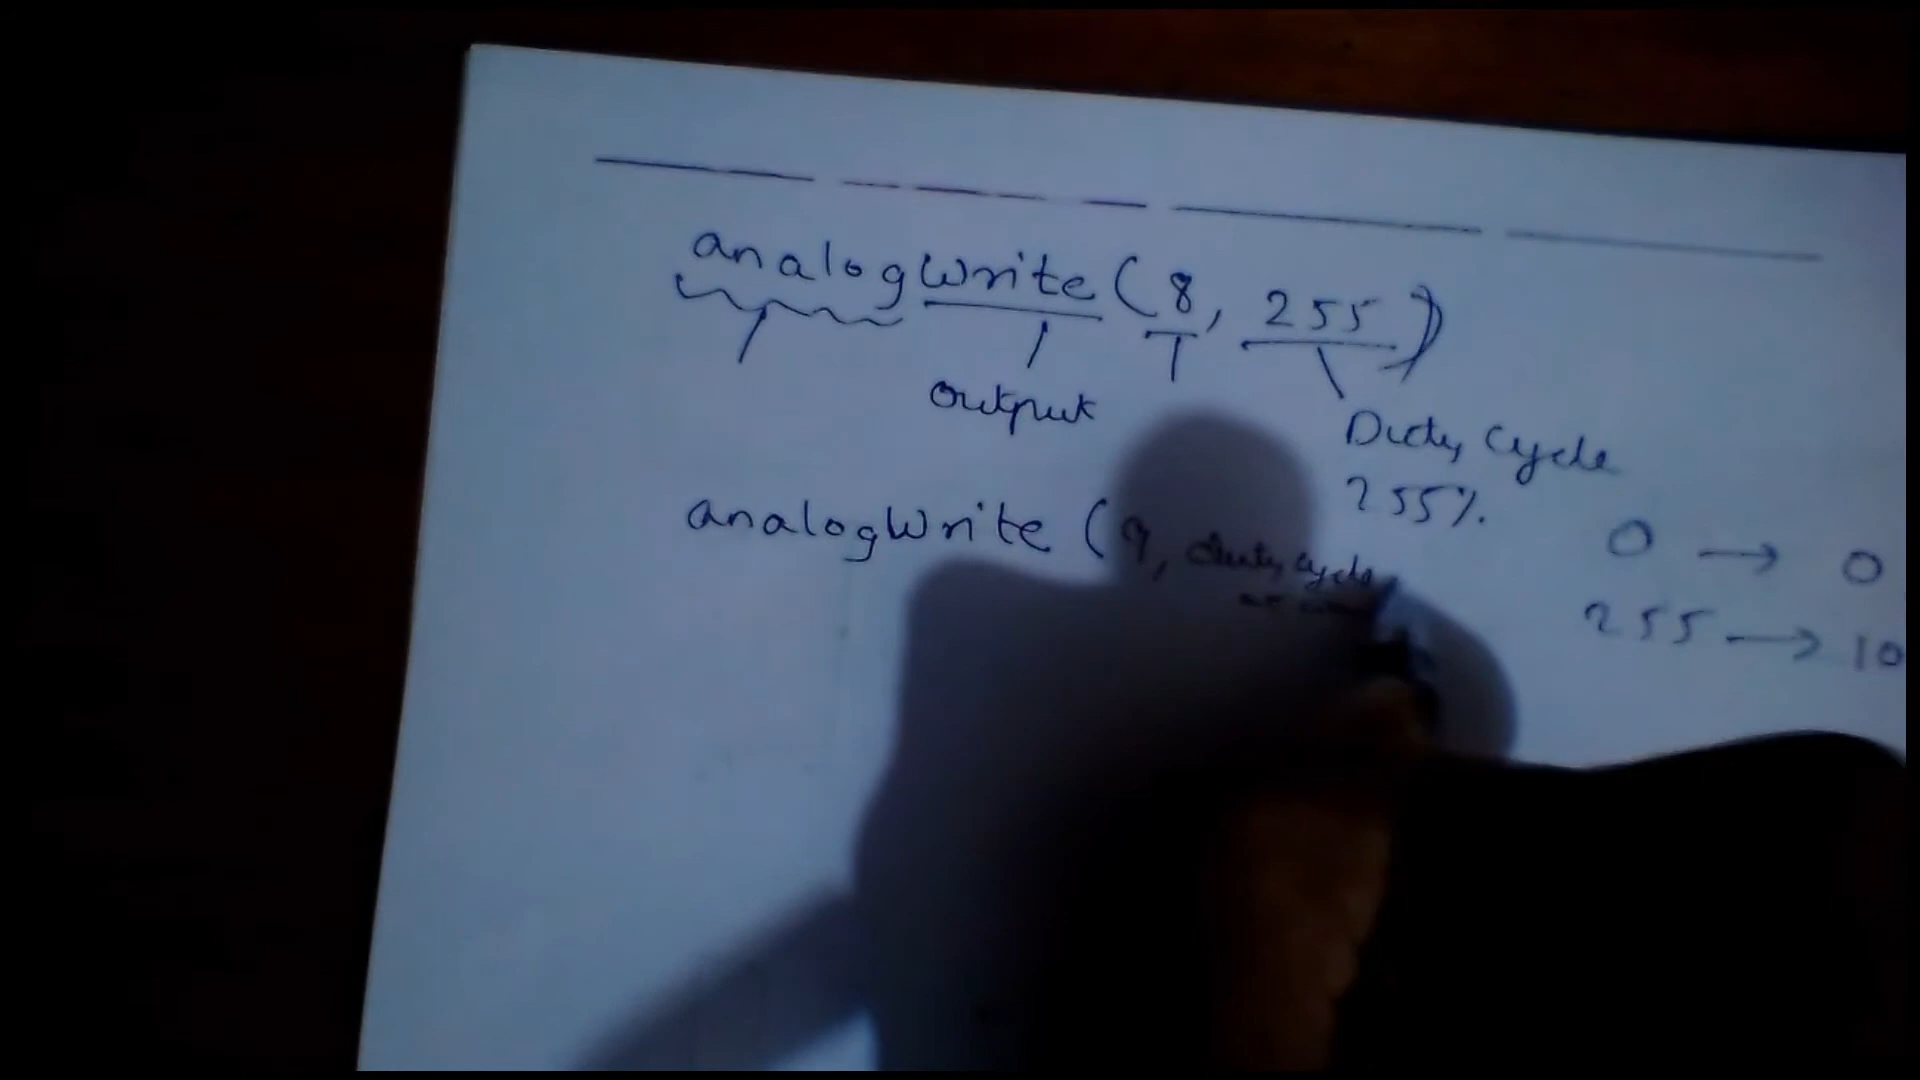 analogWrite (8, 255)
output
Duty Cycle
255%.
analogWrite (9, duty cycle
0 → 0
255 → 10